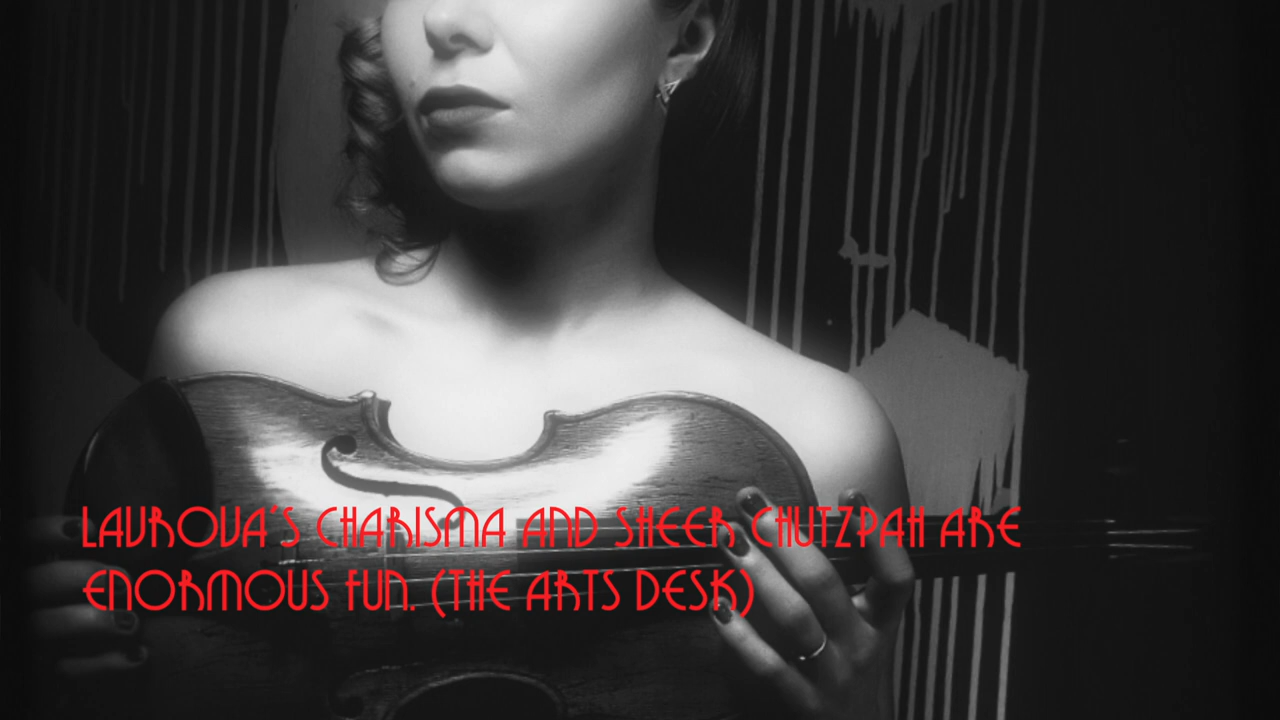 LAVROVA'S CHARISMA AND SHEER CHUTZPAH ARE
ENORMOUS FUN. (THE ARTS DESK)